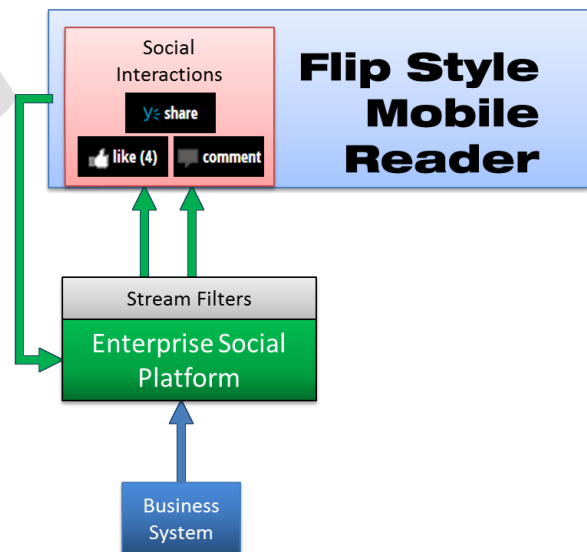 Social
Interactions
share
like (4)
comment
Flip Style
Mobile
Reader
Stream Filters
Enterprise Social
Platform
Business
System